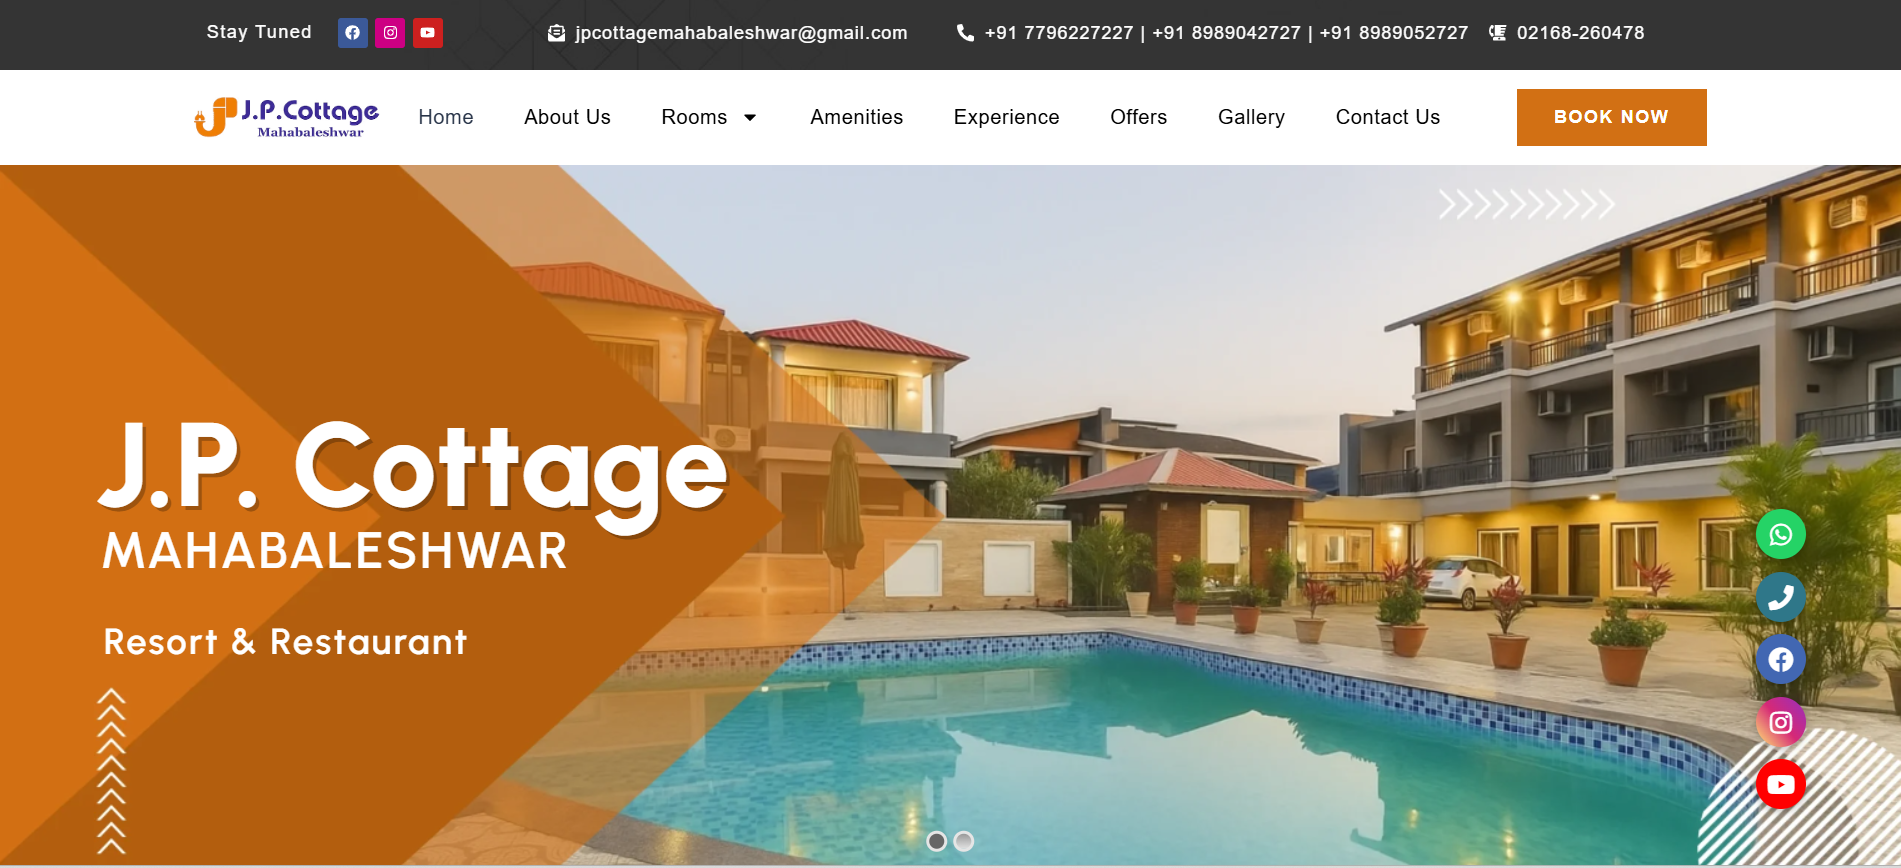 Stay Tuned
jpcottagemahabaleshwar@gmail.com
+91 7796227227 | +91 8989042727 | +91 8989052727
02168-260478
J.P.Cottage
Mahabaleshwar
Home
About Us
Rooms
Amenities
Experience
Offers
Gallery
Contact Us
BOOK NOW
J.P. Cottage
MAHABALESHWAR
Resort & Restaurant